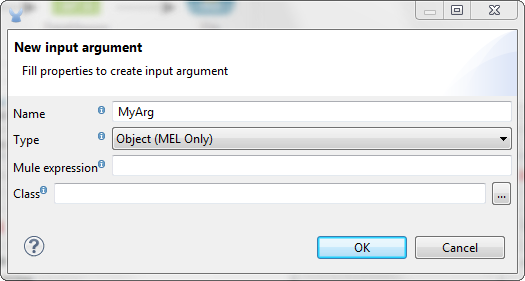 New input argument
Fill properties to create input argument
Name MyArg
Type Object (MEL Only)
Mule expression
Class ...
? OK Cancel